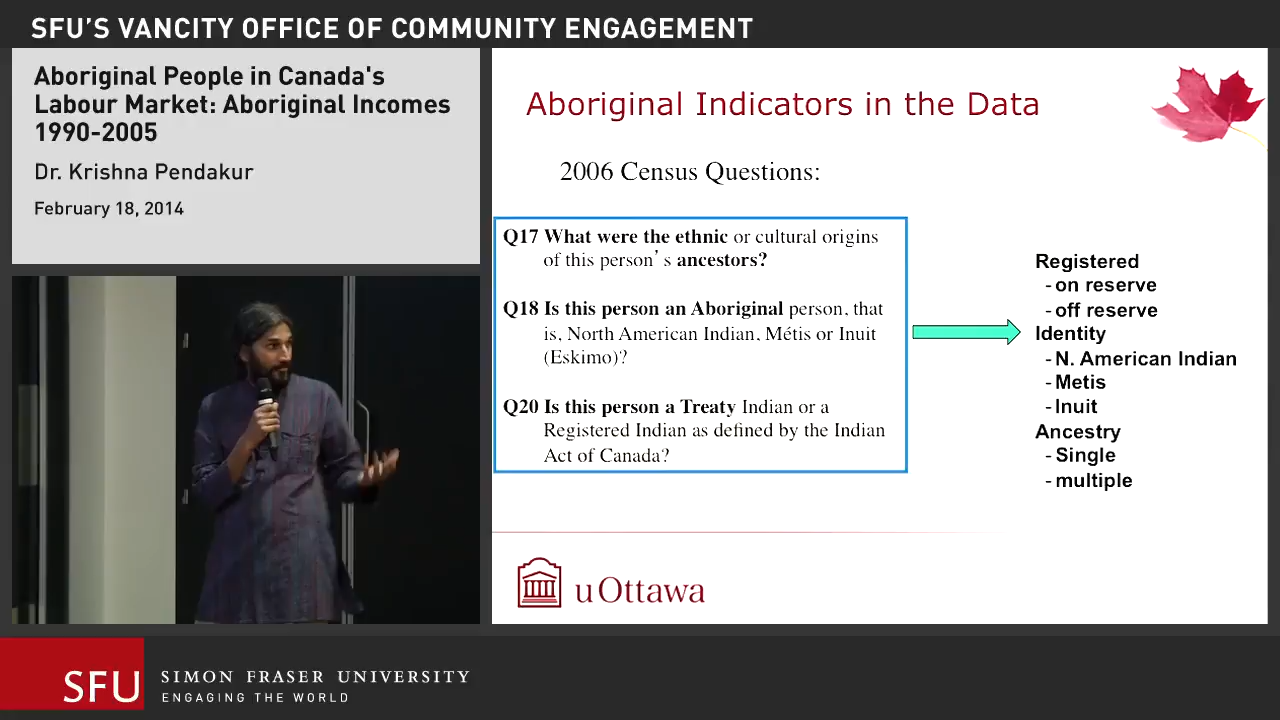 SFU'S VANCITY OFFICE OF COMMUNITY ENGAGEMENT
Aboriginal People in Canada's
Labour Market: Aboriginal Incomes
1990-2005
Dr. Krishna Pendakur
February 18, 2014
Aboriginal Indicators in the Data
2006 Census Questions:
Q17 What were the ethnic or cultural origins
of this person's ancestors?
Q18 Is this person an Aboriginal person, that
is, North American Indian, Métis or Inuit
(Eskimo)?
Q20 Is this person a Treaty Indian or a
Registered Indian as defined by the Indian
Act of Canada?
Registered
- on reserve
- off reserve
Identity
- N. American Indian
- Metis
- Inuit
Ancestry
- Single
- multiple
uOttawa
SFU
SIMON FRASER UNIVERSITY
ENGAGING THE WORLD